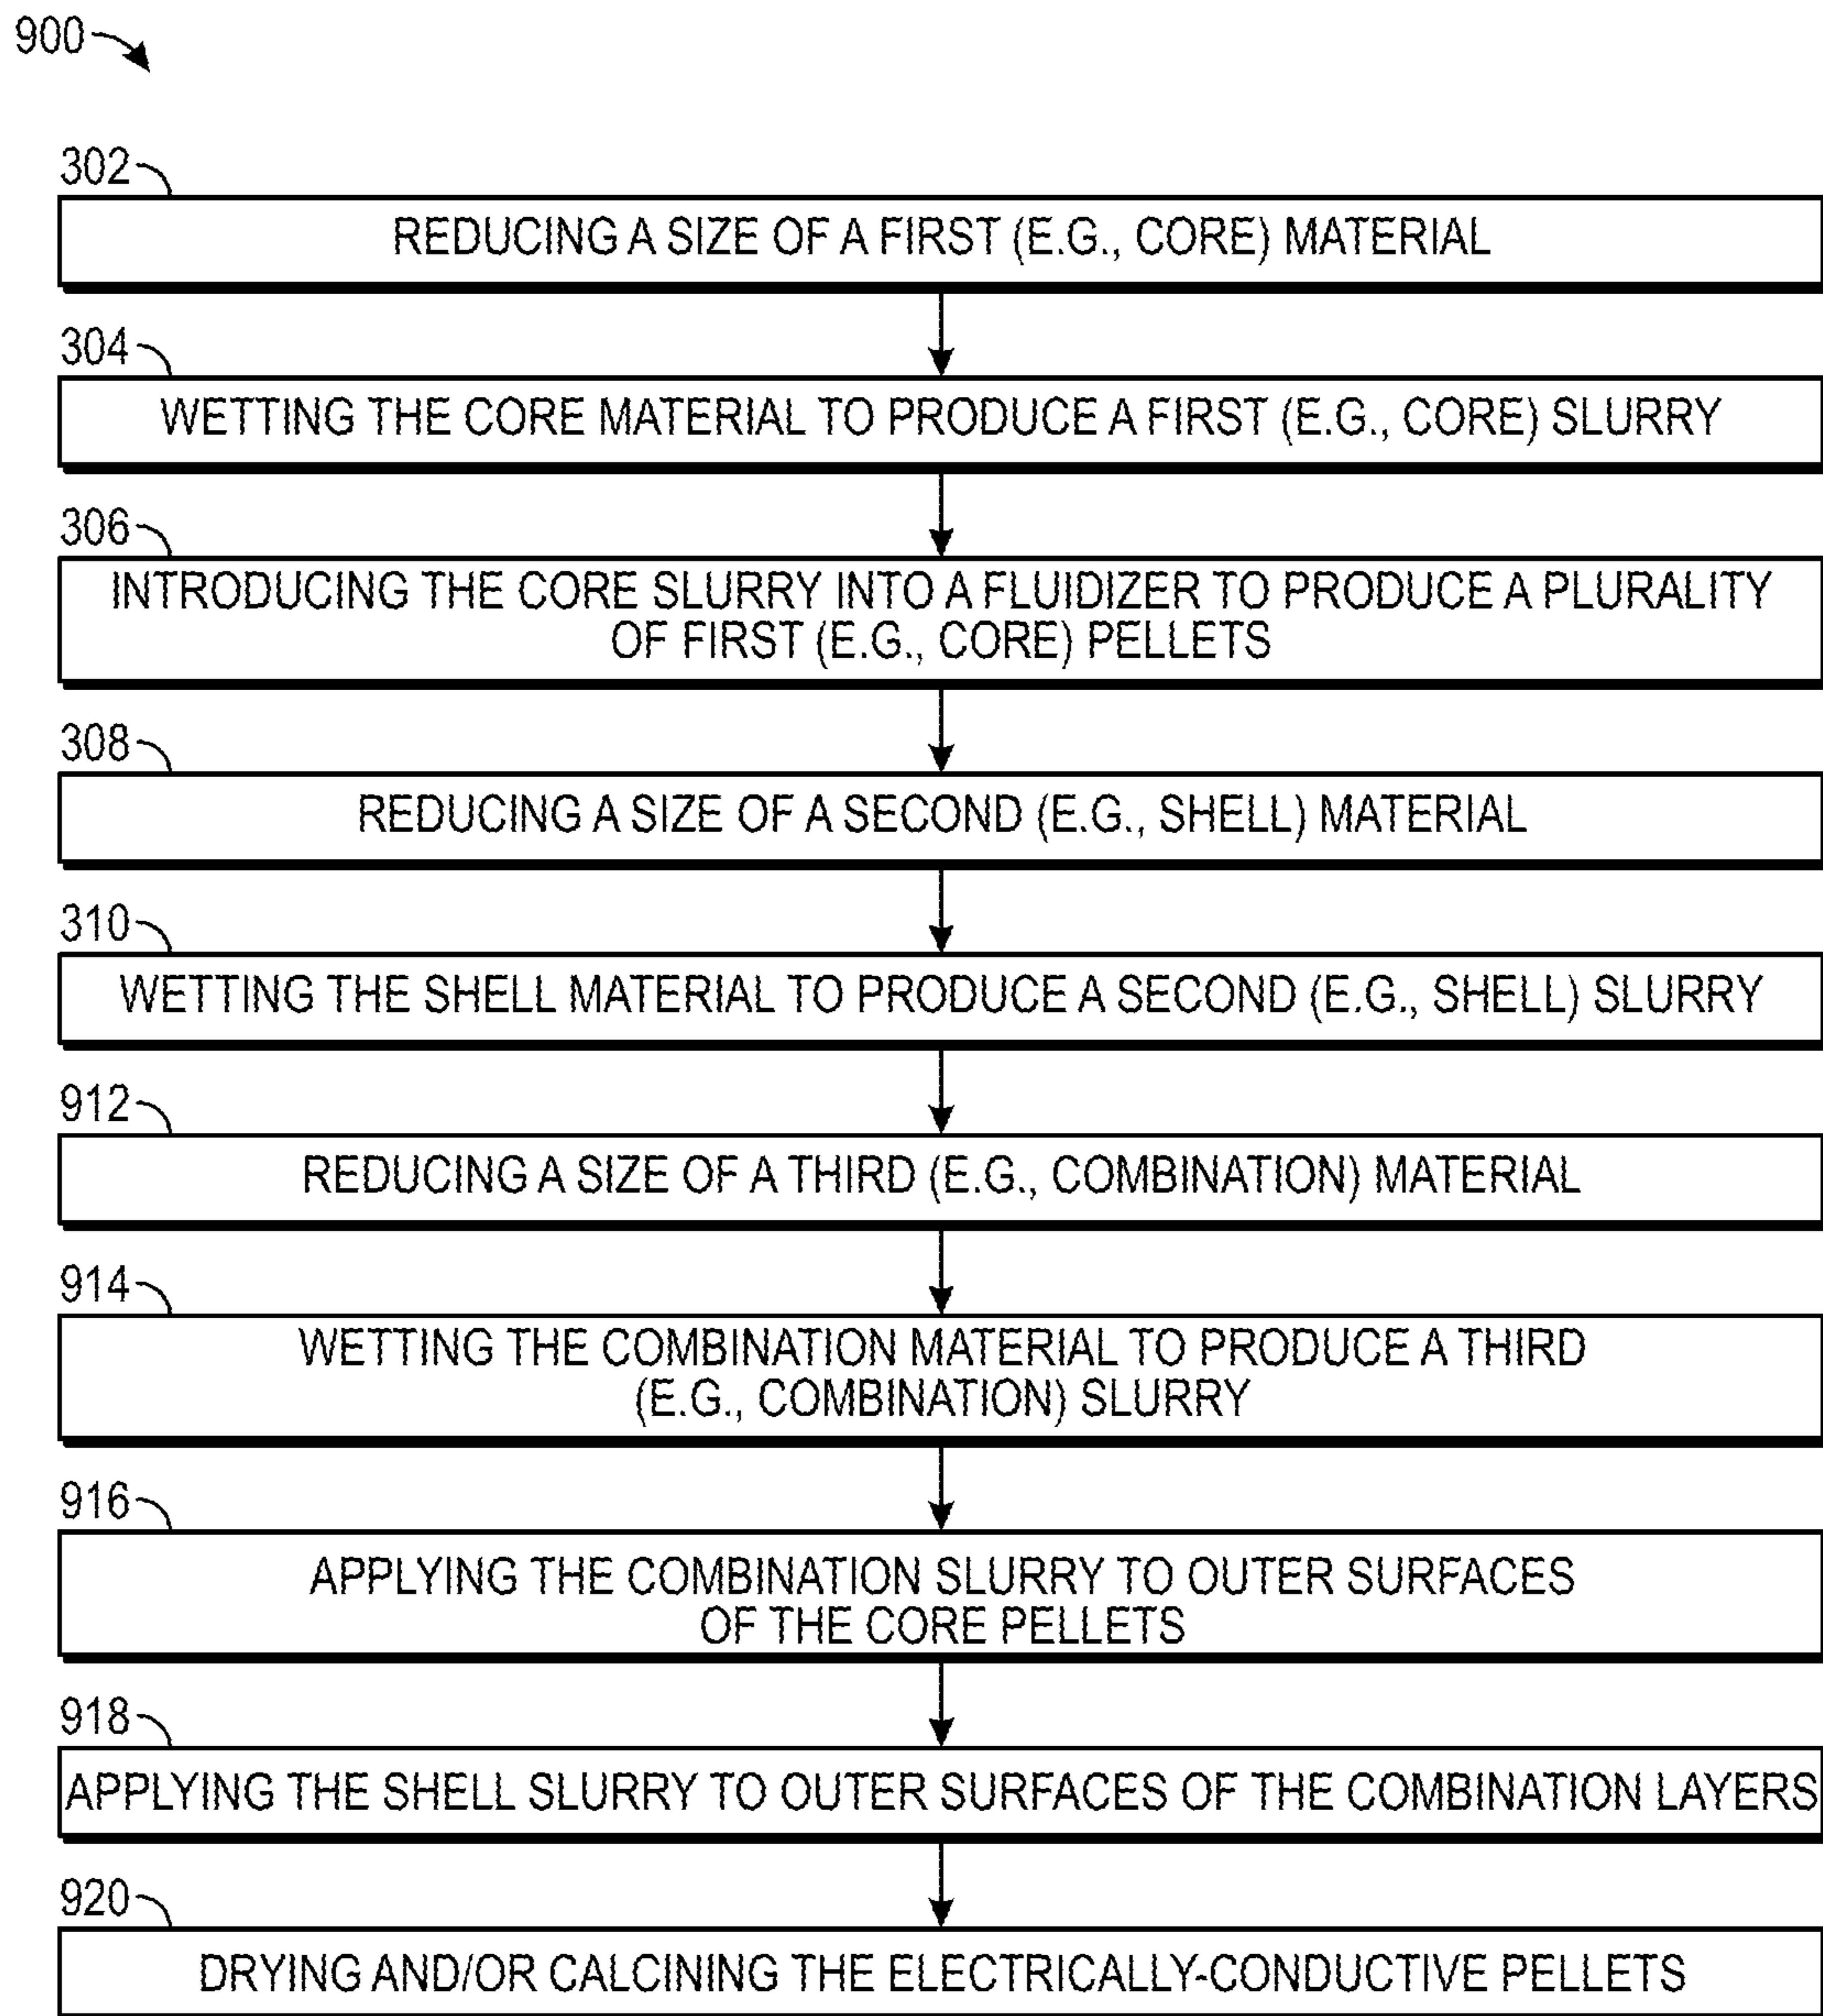 900
302
REDUCING A SIZE OF A FIRST (E.G., CORE) MATERIAL
304
WETTING THE CORE MATERIAL TO PRODUCE A FIRST (E.G., CORE) SLURRY
306
INTRODUCING THE CORE SLURRY INTO A FLUIDIZER TO PRODUCE A PLURALITY
OF FIRST (E.G., CORE) PELLETS
308
REDUCING A SIZE OF A SECOND (E.G., SHELL) MATERIAL
310
WETTING THE SHELL MATERIAL TO PRODUCE A SECOND (E.G., SHELL) SLURRY
912
REDUCING A SIZE OF A THIRD (E.G., COMBINATION) MATERIAL
914
WETTING THE COMBINATION MATERIAL TO PRODUCE A THIRD
(E.G., COMBINATION) SLURRY
916
APPLYING THE COMBINATION SLURRY TO OUTER SURFACES
OF THE CORE PELLETS
918
APPLYING THE SHELL SLURRY TO OUTER SURFACES OF THE COMBINATION LAYERS
920
DRYING AND/OR CALCINING THE ELECTRICALLY-CONDUCTIVE PELLETS